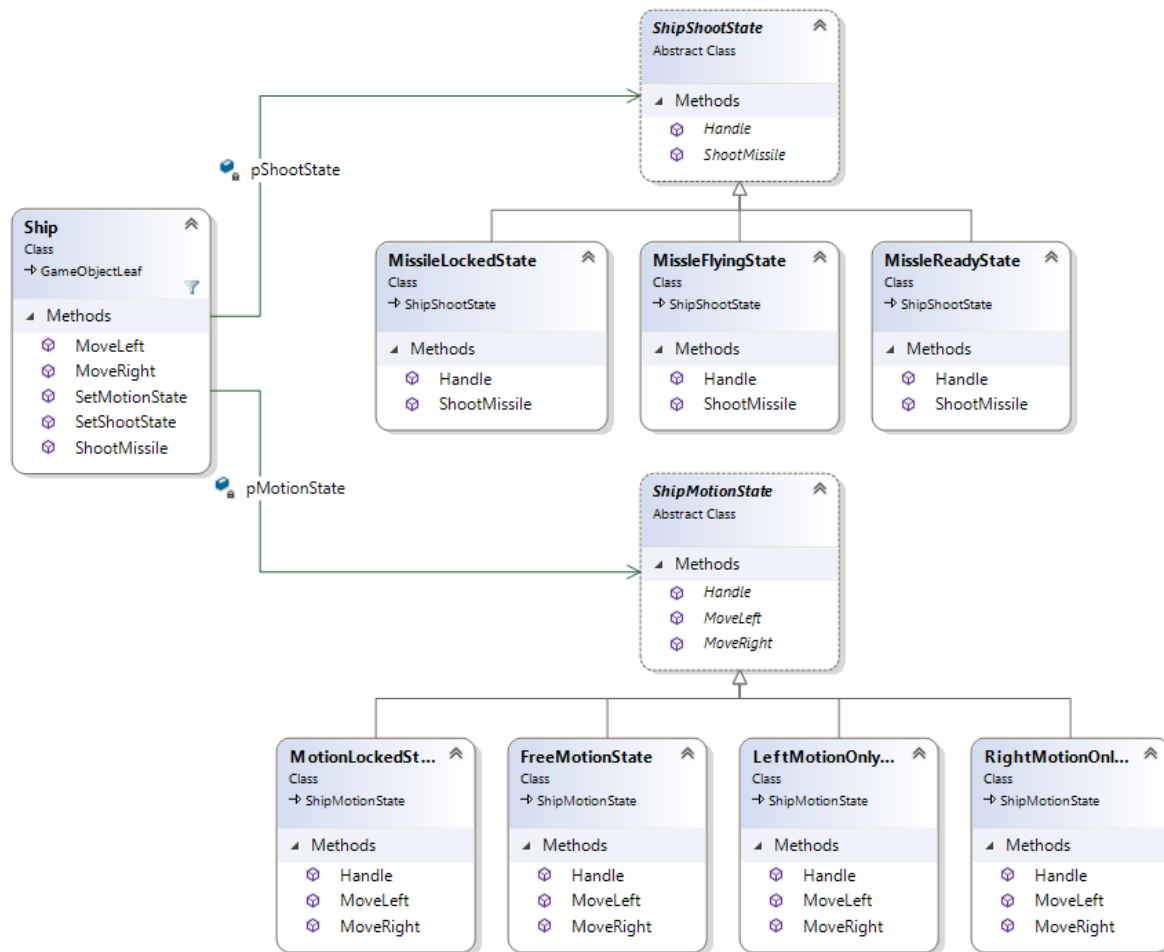 ShipShootState
Abstract Class
Methods
Handle
ShootMissile
pShootState
Ship
Class
GameObjectLeaf
Methods
MoveLeft
MoveRight
SetMotionState
SetShootState
ShootMissile
MissileLockedState
Class
ShipShootState
Methods
Handle
ShootMissile
MissleFlyingState
Class
ShipShootState
Methods
Handle
ShootMissile
MissleReadyState
Class
ShipShootState
Methods
Handle
ShootMissile
pMotionState
ShipMotionState
Abstract Class
Methods
Handle
MoveLeft
MoveRight
MotionLockedSt...
Class
ShipMotionState
Methods
Handle
MoveLeft
MoveRight
FreeMotionState
Class
ShipMotionState
Methods
Handle
MoveLeft
MoveRight
LeftMotionOnly...
Class
ShipMotionState
Methods
Handle
MoveLeft
MoveRight
RightMotionOnl...
Class
ShipMotionState
Methods
Handle
MoveLeft
MoveRight